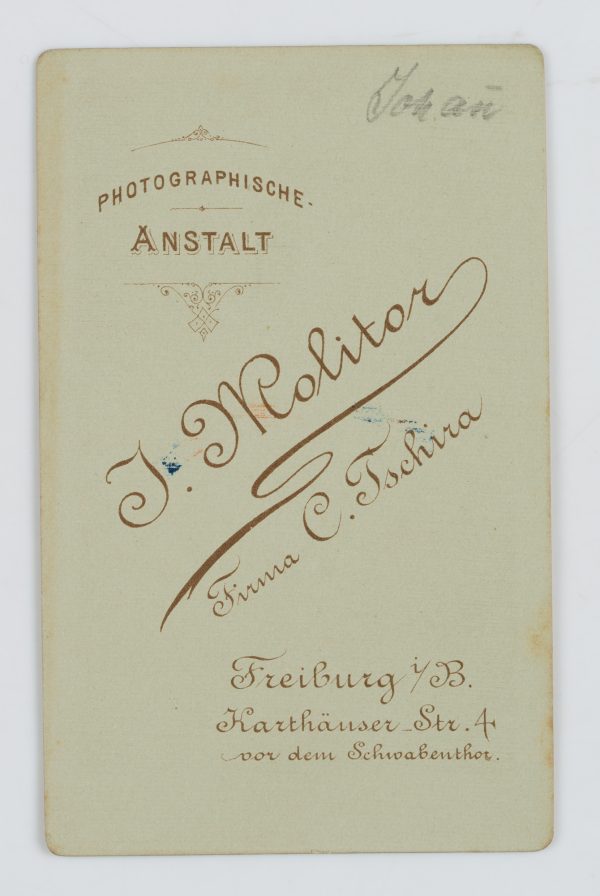 Johañ
PHOTOGRAPHISCHE-
ANSTALT
J. Molitor
Firma C. Tschira
Freiburg i/B.
Karthäuser-Str. 4
vor dem Schwabenthor.